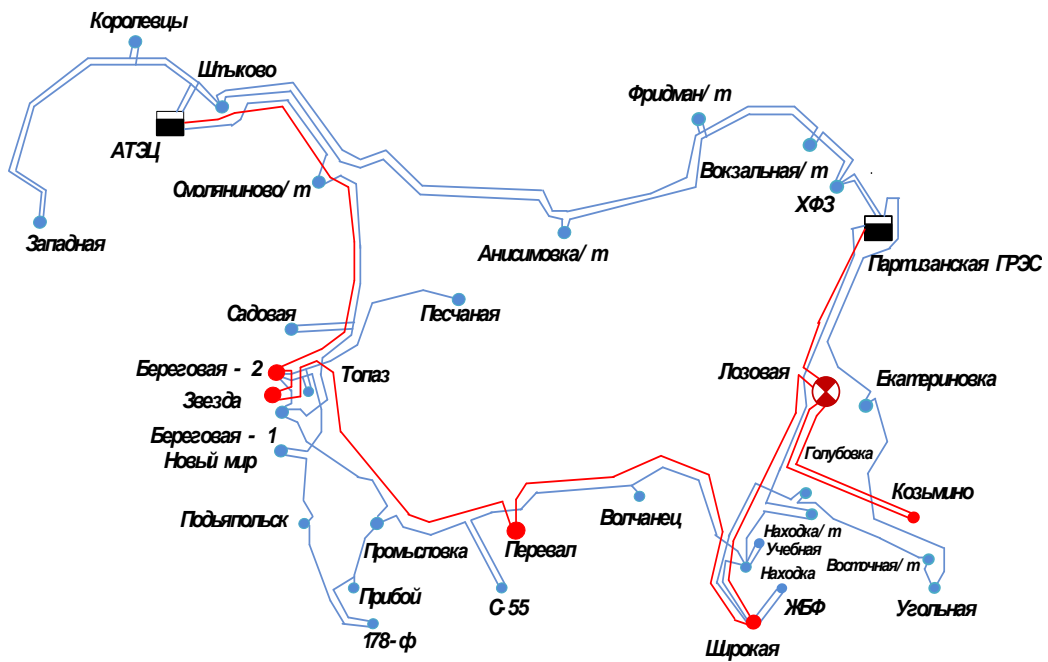 Королевцы
Штыково
АТЭЦ
Фридман/ т
Вокзальная/ т
Смоляниново/ т
ХФЗ
Западная
Анисимовка/ т
Партизанская ГРЭС
Садовая
Песчаная
Береговая - 2
Топаз
Лозовая
Екатериновка
Звезда
Береговая - 1
Новый мир
Голубовка
Козьмино
Подъяпольск
Промысловка
Перевал
Волчанец
Находка/ т
Учебная
Восточная/ т
Находка
Прибой
С-55
ЖБФ
Угольная
178-ф
Широкая